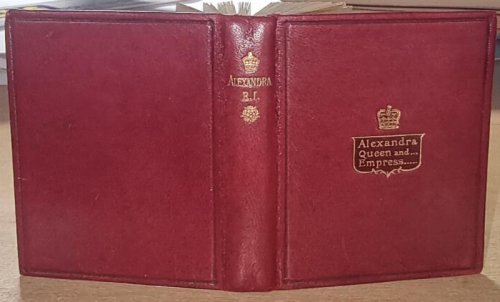 ALEXANDRA
R.I.
Alexandra
Queen and...
Empress.....